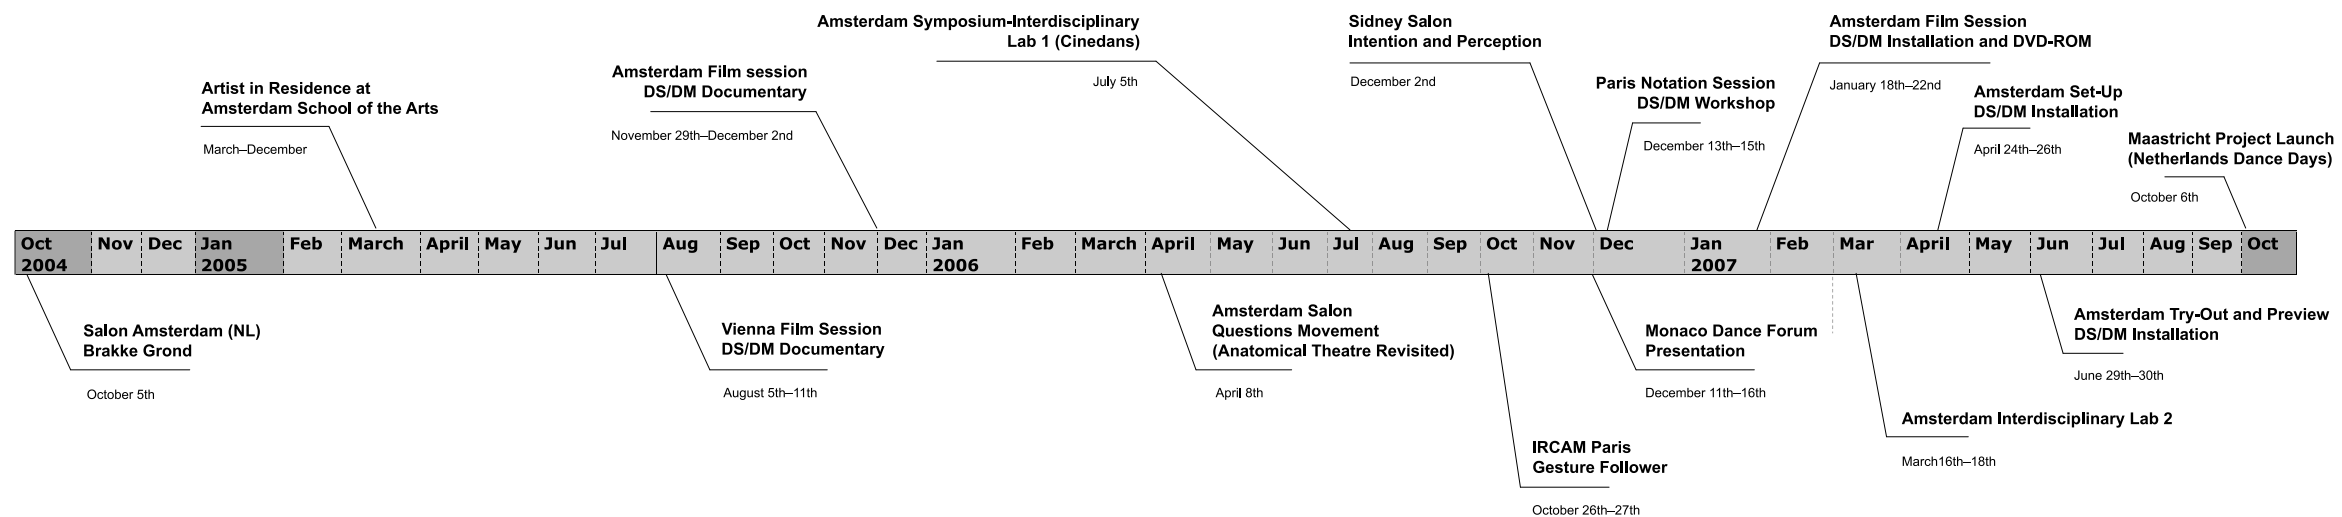 Amsterdam Symposium-Interdisciplinary
Lab 1 (Cinedans)
July 5th
Sidney Salon
Intention and Perception
December 2nd
Amsterdam Film Session
DS/DM Installation and DVD-ROM
January 18th–22nd
Artist in Residence at
Amsterdam School of the Arts
March–December
Amsterdam Film session
DS/DM Documentary
November 29th–December 2nd
Paris Notation Session
DS/DM Workshop
December 13th–15th
Amsterdam Set-Up
DS/DM Installation
April 24th–26th
Maastricht Project Launch
(Netherlands Dance Days)
October 6th
Oct Nov Dec Jan Feb March April May Jun Jul Aug Sep Oct Nov Dec Jan Feb March April May Jun Jul Aug Sep Oct Nov Dec Jan Feb Mar April May Jun Jul Aug Sep Oct
2004 2005 2006 2007
Salon Amsterdam (NL)
Brakke Grond
October 5th
Vienna Film Session
DS/DM Documentary
August 5th–11th
Amsterdam Salon
Questions Movement
(Anatomical Theatre Revisited)
April 8th
IRCAM Paris
Gesture Follower
October 26th–27th
Monaco Dance Forum
Presentation
December 11th–16th
Amsterdam Interdisciplinary Lab 2
March16th–18th
Amsterdam Try-Out and Preview
DS/DM Installation
June 29th–30th